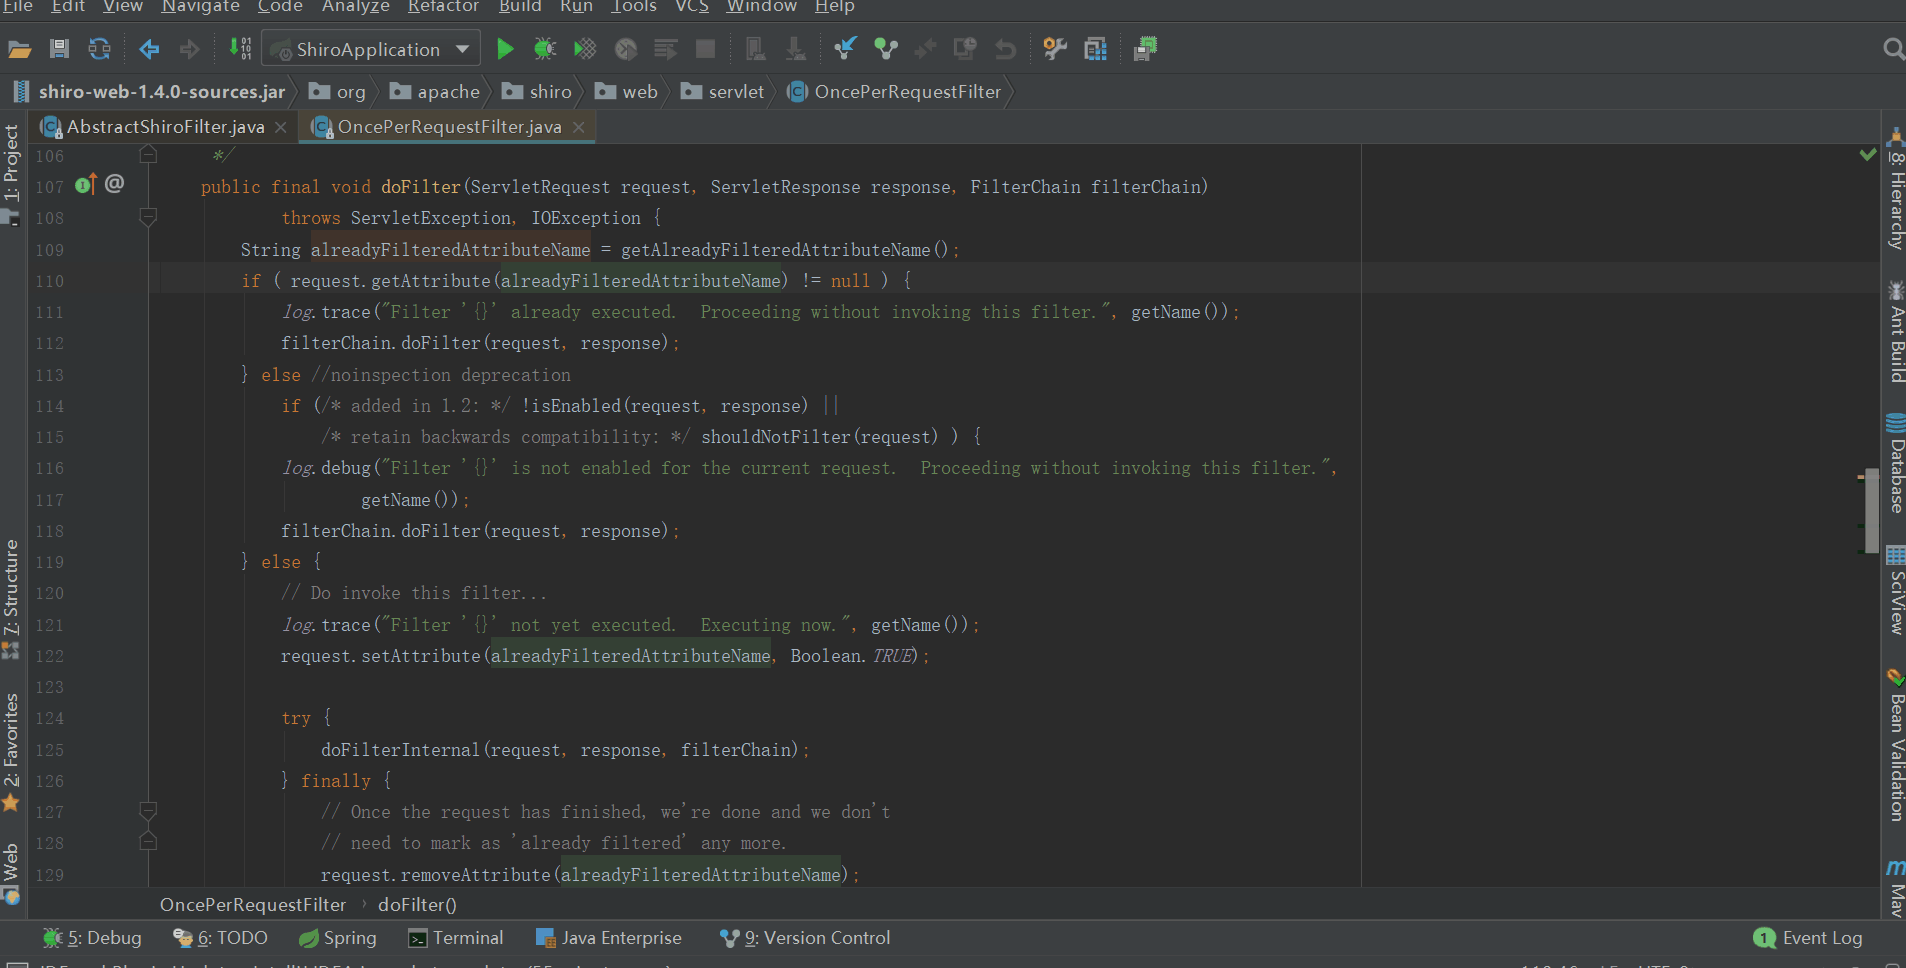 File Edit View Navigate Code Analyze Refactor Build Run Tools VCS Window Help
ShiroApplication
shiro-web-1.4.0-sources.jar org apache shiro web servlet OncePerRequestFilter
AbstractShiroFilter.java OncePerRequestFilter.java
106 */
107 public final void doFilter(ServletRequest request, ServletResponse response, FilterChain filterChain)
108 throws ServletException, IOException {
109 String alreadyFilteredAttributeName = getAlreadyFilteredAttributeName();
110 if ( request.getAttribute(alreadyFilteredAttributeName) != null ) {
111 log.trace("Filter '{}' already executed.  Proceeding without invoking this filter.", getName());
112 filterChain.doFilter(request, response);
113 } else //noinspection deprecation
114 if (/* added in 1.2: */ !isEnabled(request, response) ||
115 /* retain backwards compatibility: */ shouldNotFilter(request) ) {
116 log.debug("Filter '{}' is not enabled for the current request.  Proceeding without invoking this filter.",
117 getName());
118 filterChain.doFilter(request, response);
119 } else {
120 // Do invoke this filter...
121 log.trace("Filter '{}' not yet executed.  Executing now.", getName());
122 request.setAttribute(alreadyFilteredAttributeName, Boolean.TRUE);
123
124 try {
125 doFilterInternal(request, response, filterChain);
126 } finally {
127 // Once the request has finished, we're done and we don't
128 // need to mark as 'already filtered' any more.
129 request.removeAttribute(alreadyFilteredAttributeName);
OncePerRequestFilter › doFilter()
1: Project
7: Structure
2: Favorites
Web
8: Hierarchy
Ant Build
Database
SciView
Bean Validation
Mav
5: Debug 6: TODO Spring Terminal Java Enterprise 9: Version Control 1 Event Log